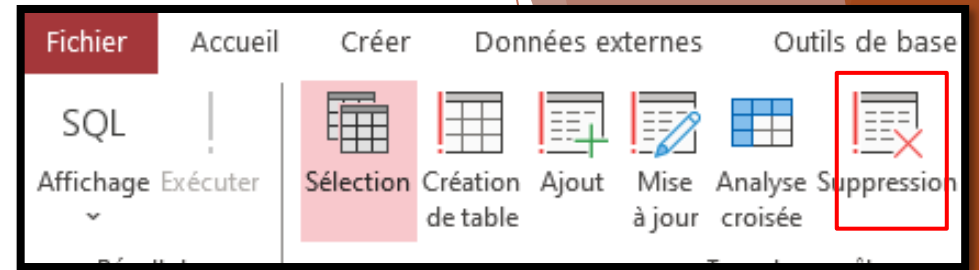 Fichier Accueil Créer Données externes Outils de base
SQL
Affichage Exécuter Sélection Création Ajout Mise Analyse Suppression
de table à jour croisée